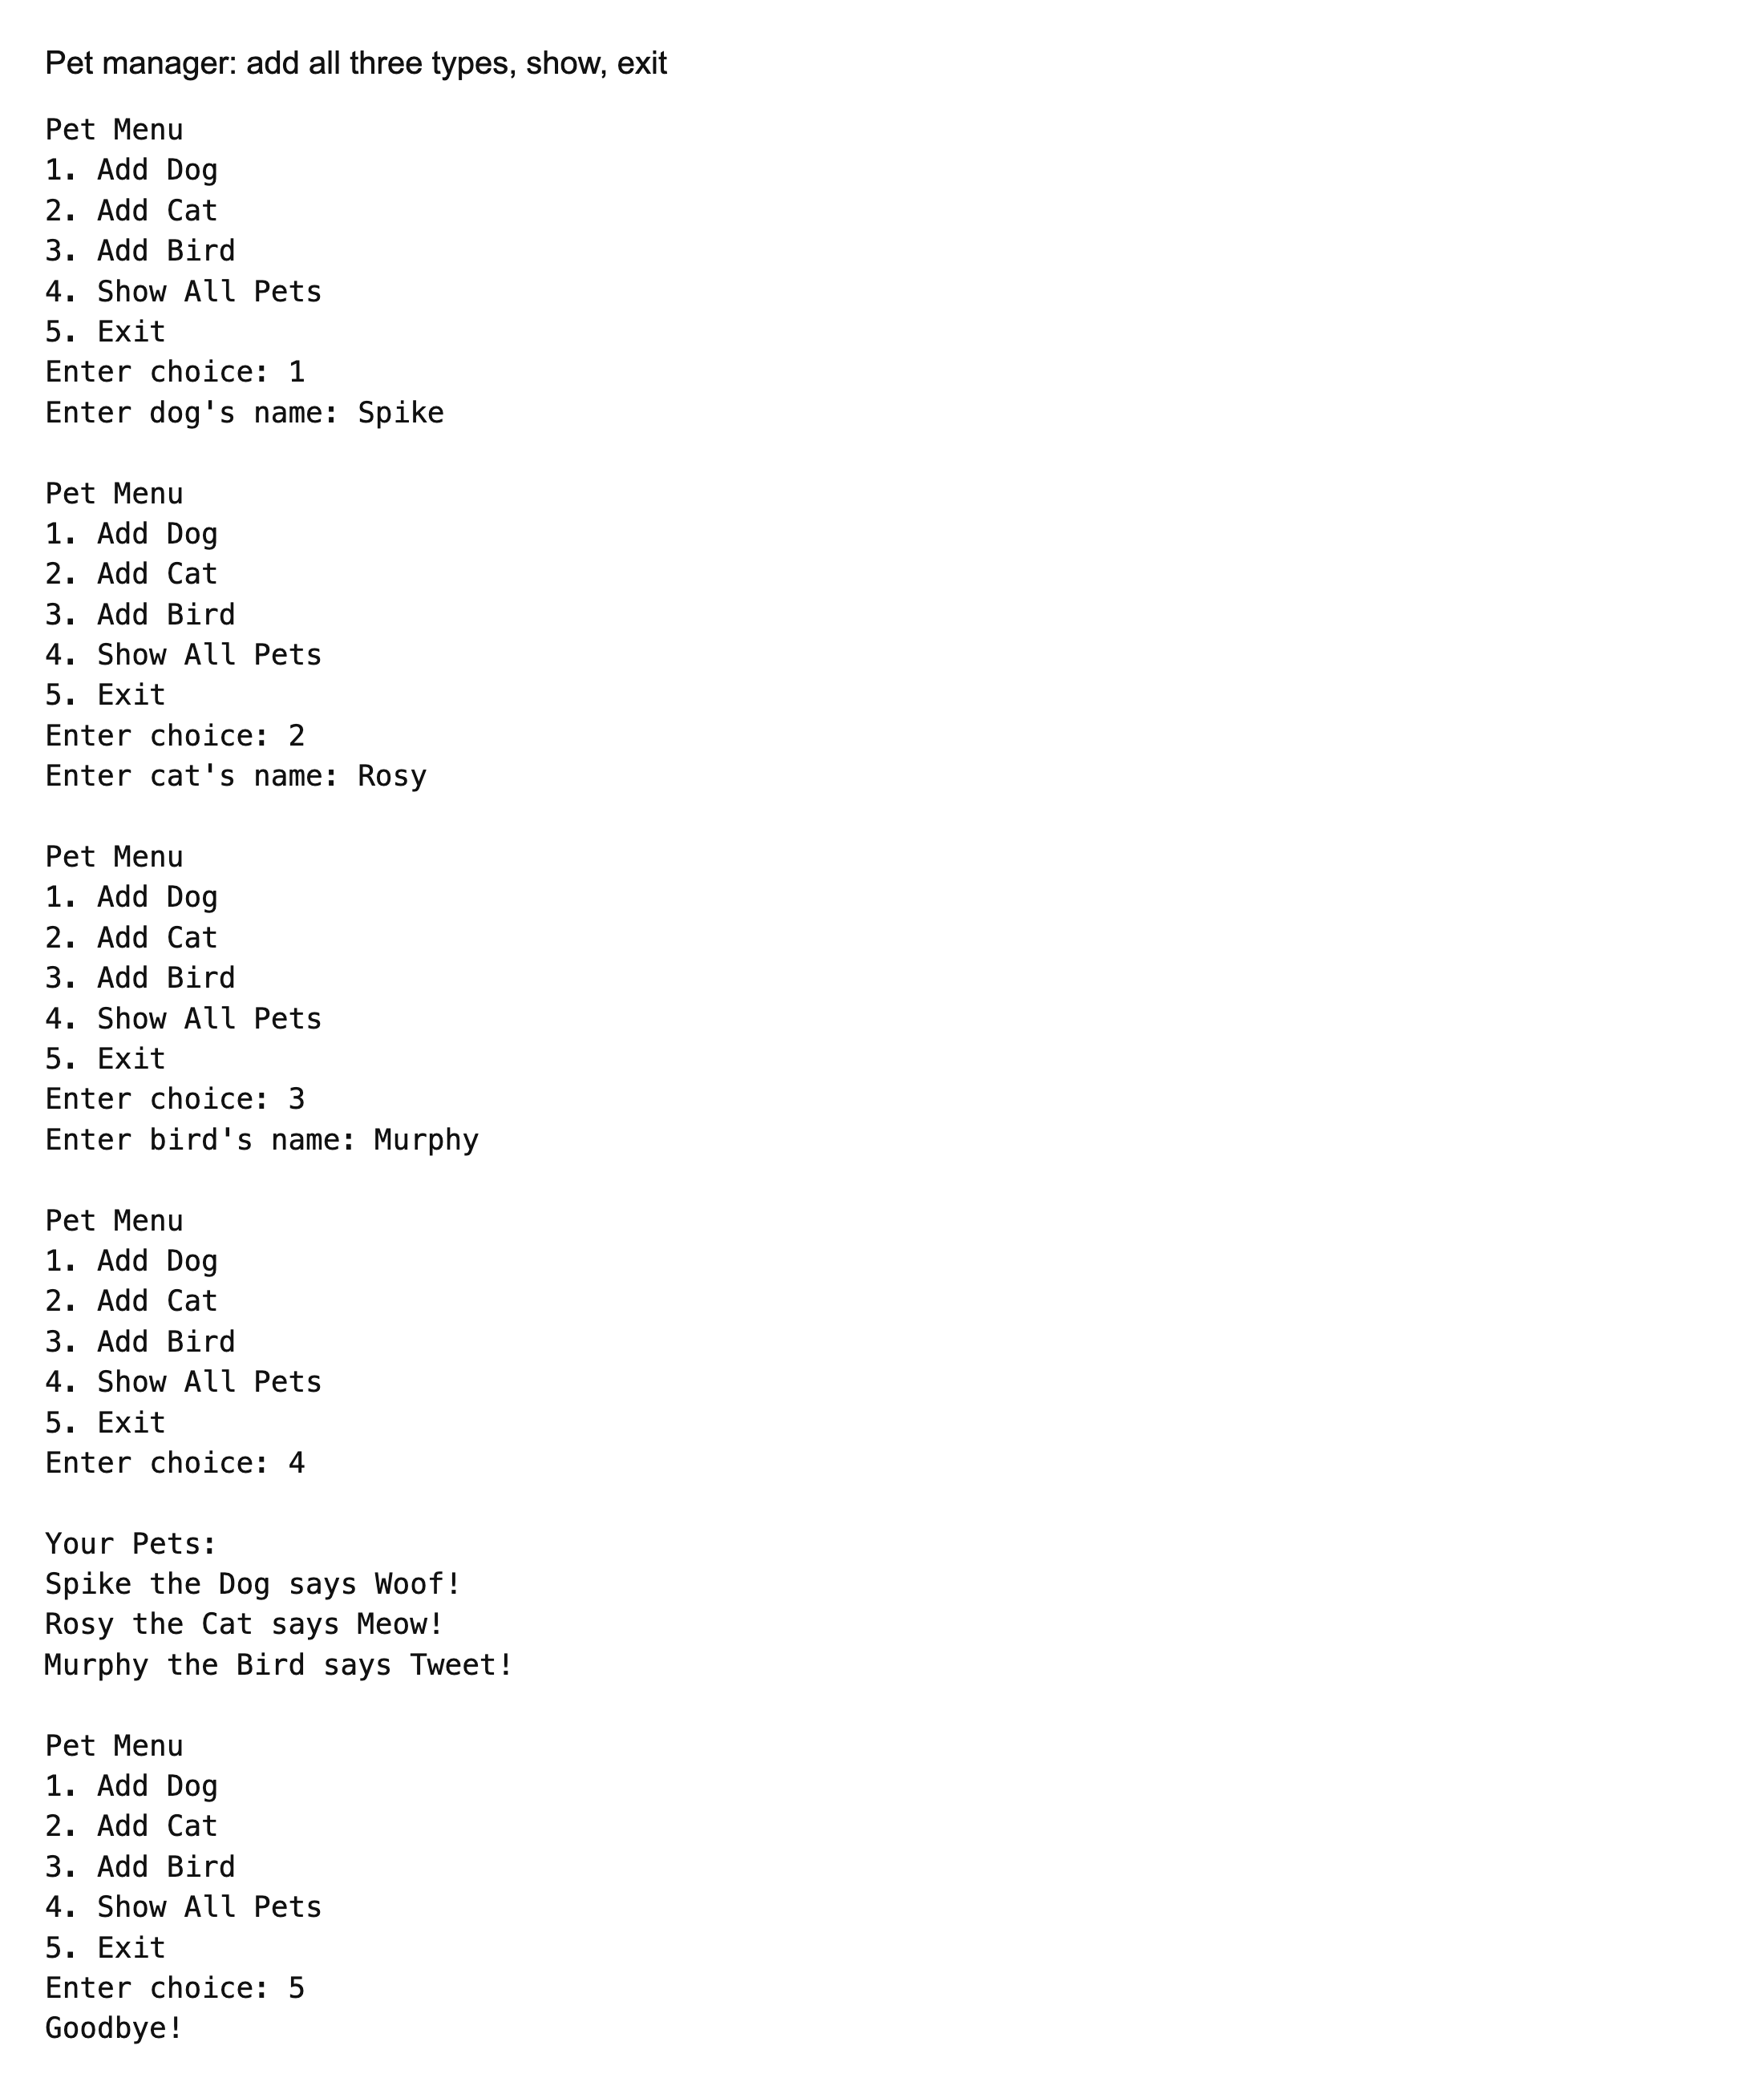 Pet manager: add all three types, show, exit
Pet Menu
1. Add Dog
2. Add Cat
3. Add Bird
4. Show All Pets
5. Exit
Enter choice: 1
Enter dog's name: Spike
Pet Menu
1. Add Dog
2. Add Cat
3. Add Bird
4. Show All Pets
5. Exit
Enter choice: 2
Enter cat's name: Rosy
Pet Menu
1. Add Dog
2. Add Cat
3. Add Bird
4. Show All Pets
5. Exit
Enter choice: 3
Enter bird's name: Murphy
Pet Menu
1. Add Dog
2. Add Cat
3. Add Bird
4. Show All Pets
5. Exit
Enter choice: 4
Your Pets:
Spike the Dog says Woof!
Rosy the Cat says Meow!
Murphy the Bird says Tweet!
Pet Menu
1. Add Dog
2. Add Cat
3. Add Bird
4. Show All Pets
5. Exit
Enter choice: 5
Goodbye!